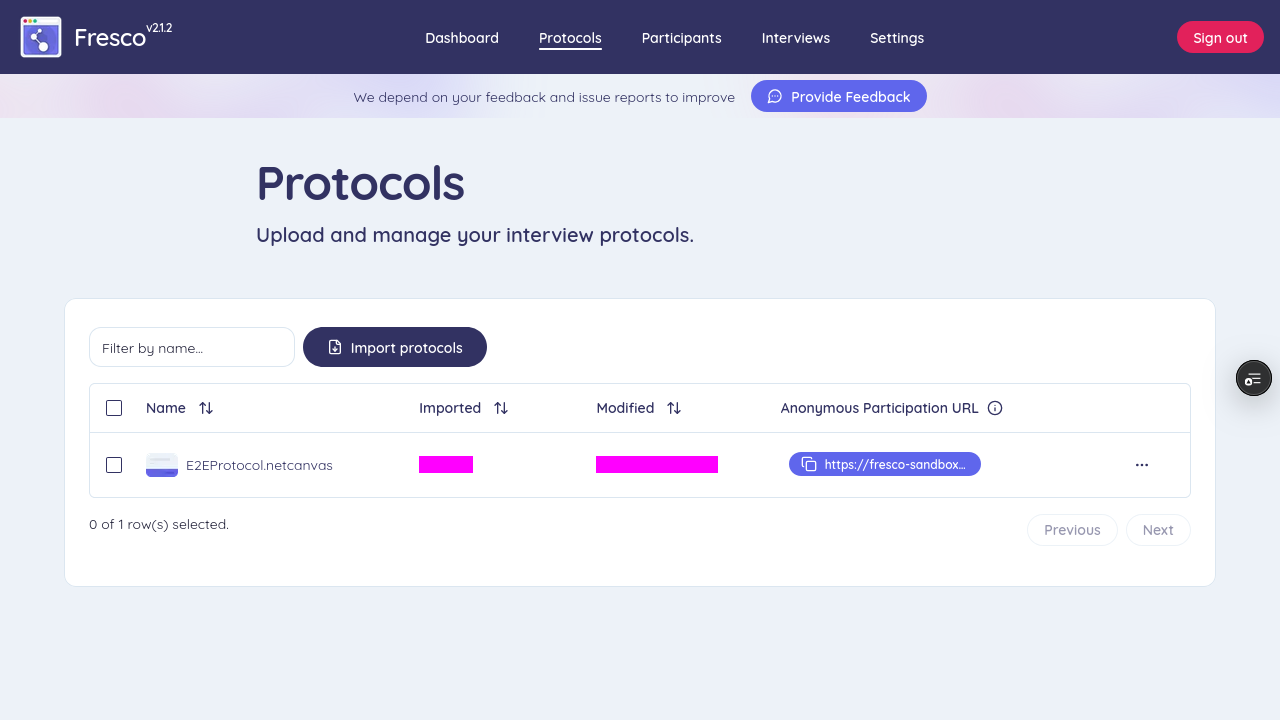 Fresco v2.1.2
Dashboard
Protocols
Participants
Interviews
Settings
Sign out
We depend on your feedback and issue reports to improve
Provide Feedback
Protocols
Upload and manage your interview protocols.
Filter by name...
Import protocols
Name
Imported
Modified
Anonymous Participation URL
E2EProtocol.netcanvas
https://fresco-sandbox...
0 of 1 row(s) selected.
Previous
Next